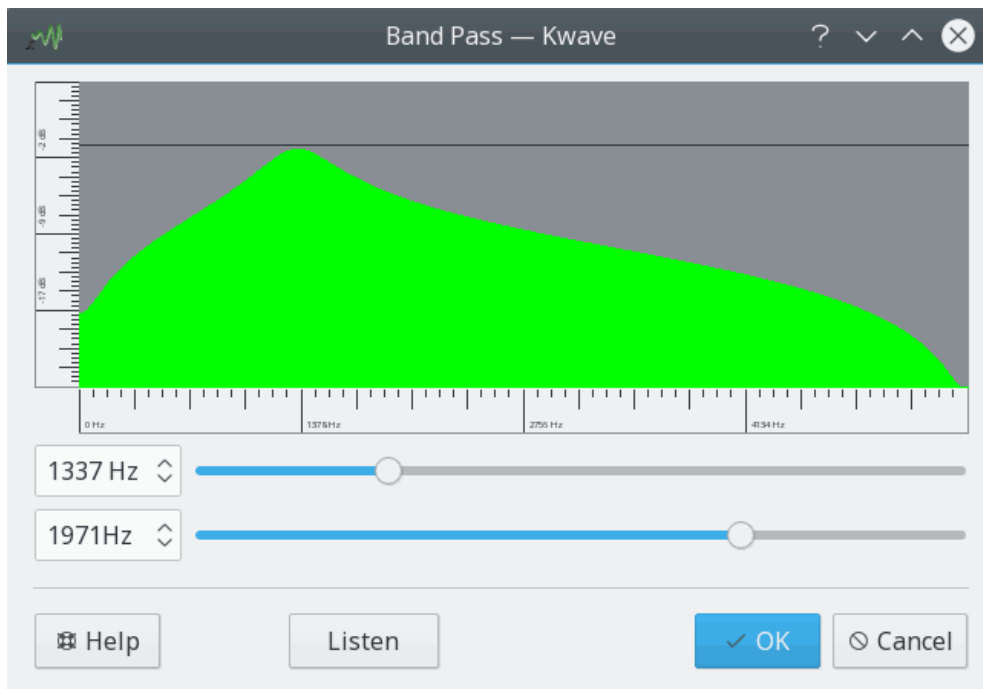 Band Pass — Kwave
-2 dB
-9 dB
-17 dB
0 Hz
1378Hz
2756 Hz
4134 Hz
1337 Hz
1971Hz
Help
Listen
OK
Cancel